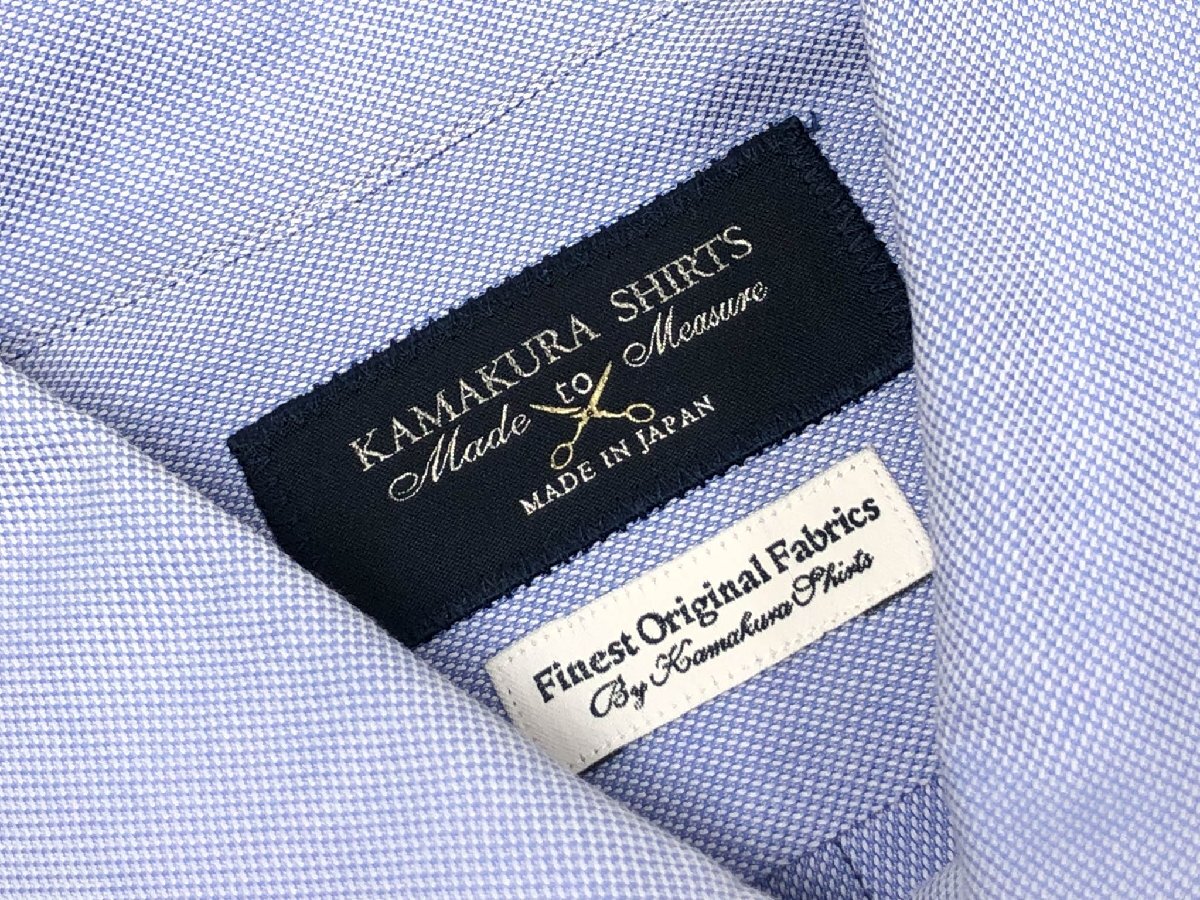 KAMAKURA SHIRTS
Made to Measure
MADE IN JAPAN
Finest Original Fabrics
By Kamakura Shirts